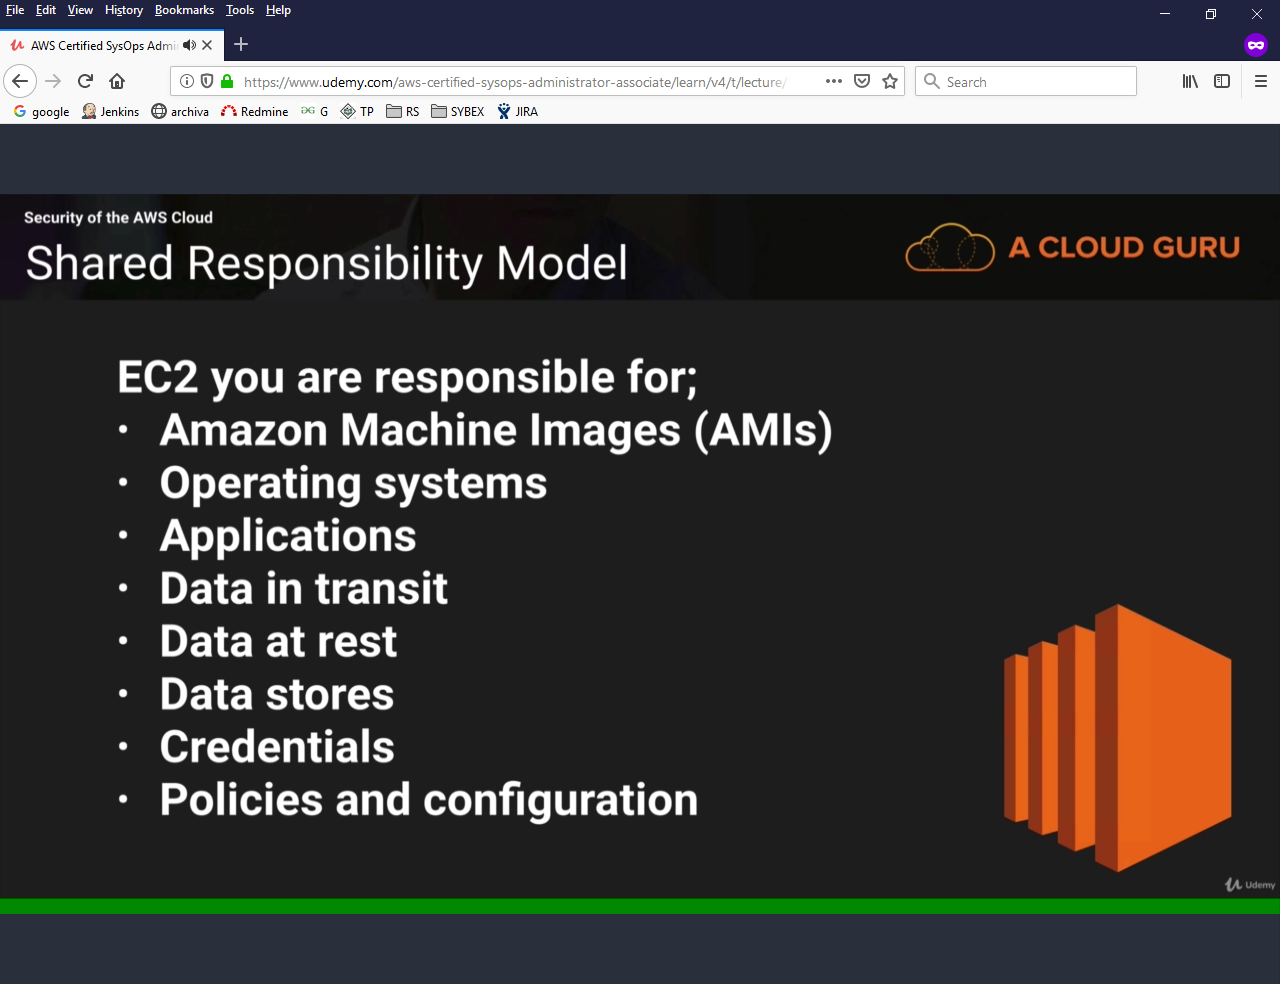 File Edit View History Bookmarks Tools Help
AWS Certified SysOps Admi
https://www.udemy.com/aws-certified-sysops-administrator-associate/learn/v4/t/lecture/
Search
google Jenkins archiva Redmine G TP RS SYBEX JIRA
Security of the AWS Cloud
Shared Responsibility Model
A CLOUD GURU
EC2 you are responsible for;
• Amazon Machine Images (AMIs)
• Operating systems
• Applications
• Data in transit
• Data at rest
• Data stores
• Credentials
• Policies and configuration
Udemy